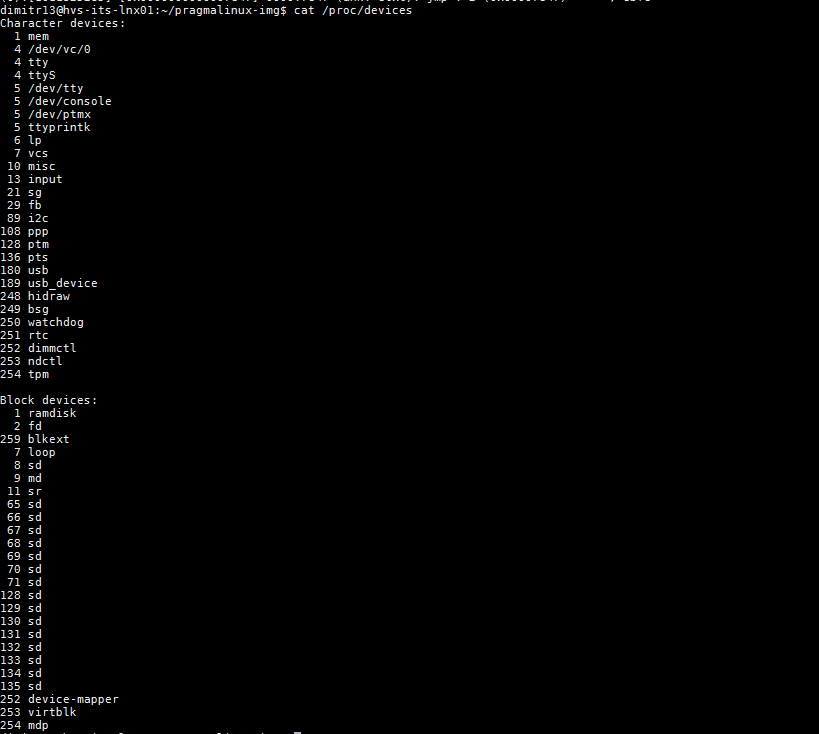 dimitr13@hvs-its-lnx01:~/pragmalinux-img$ cat /proc/devices
Character devices:
  1 mem
  4 /dev/vc/0
  4 tty
  4 ttyS
  5 /dev/tty
  5 /dev/console
  5 /dev/ptmx
  5 ttyprintk
  6 lp
  7 vcs
 10 misc
 13 input
 21 sg
 29 fb
 89 i2c
108 ppp
128 ptm
136 pts
180 usb
189 usb_device
248 hidraw
249 bsg
250 watchdog
251 rtc
252 dimmctl
253 ndctl
254 tpm

Block devices:
  1 ramdisk
  2 fd
259 blkext
  7 loop
  8 sd
  9 md
 11 sr
 65 sd
 66 sd
 67 sd
 68 sd
 69 sd
 70 sd
 71 sd
128 sd
129 sd
130 sd
131 sd
132 sd
133 sd
134 sd
135 sd
252 device-mapper
253 virtblk
254 mdp